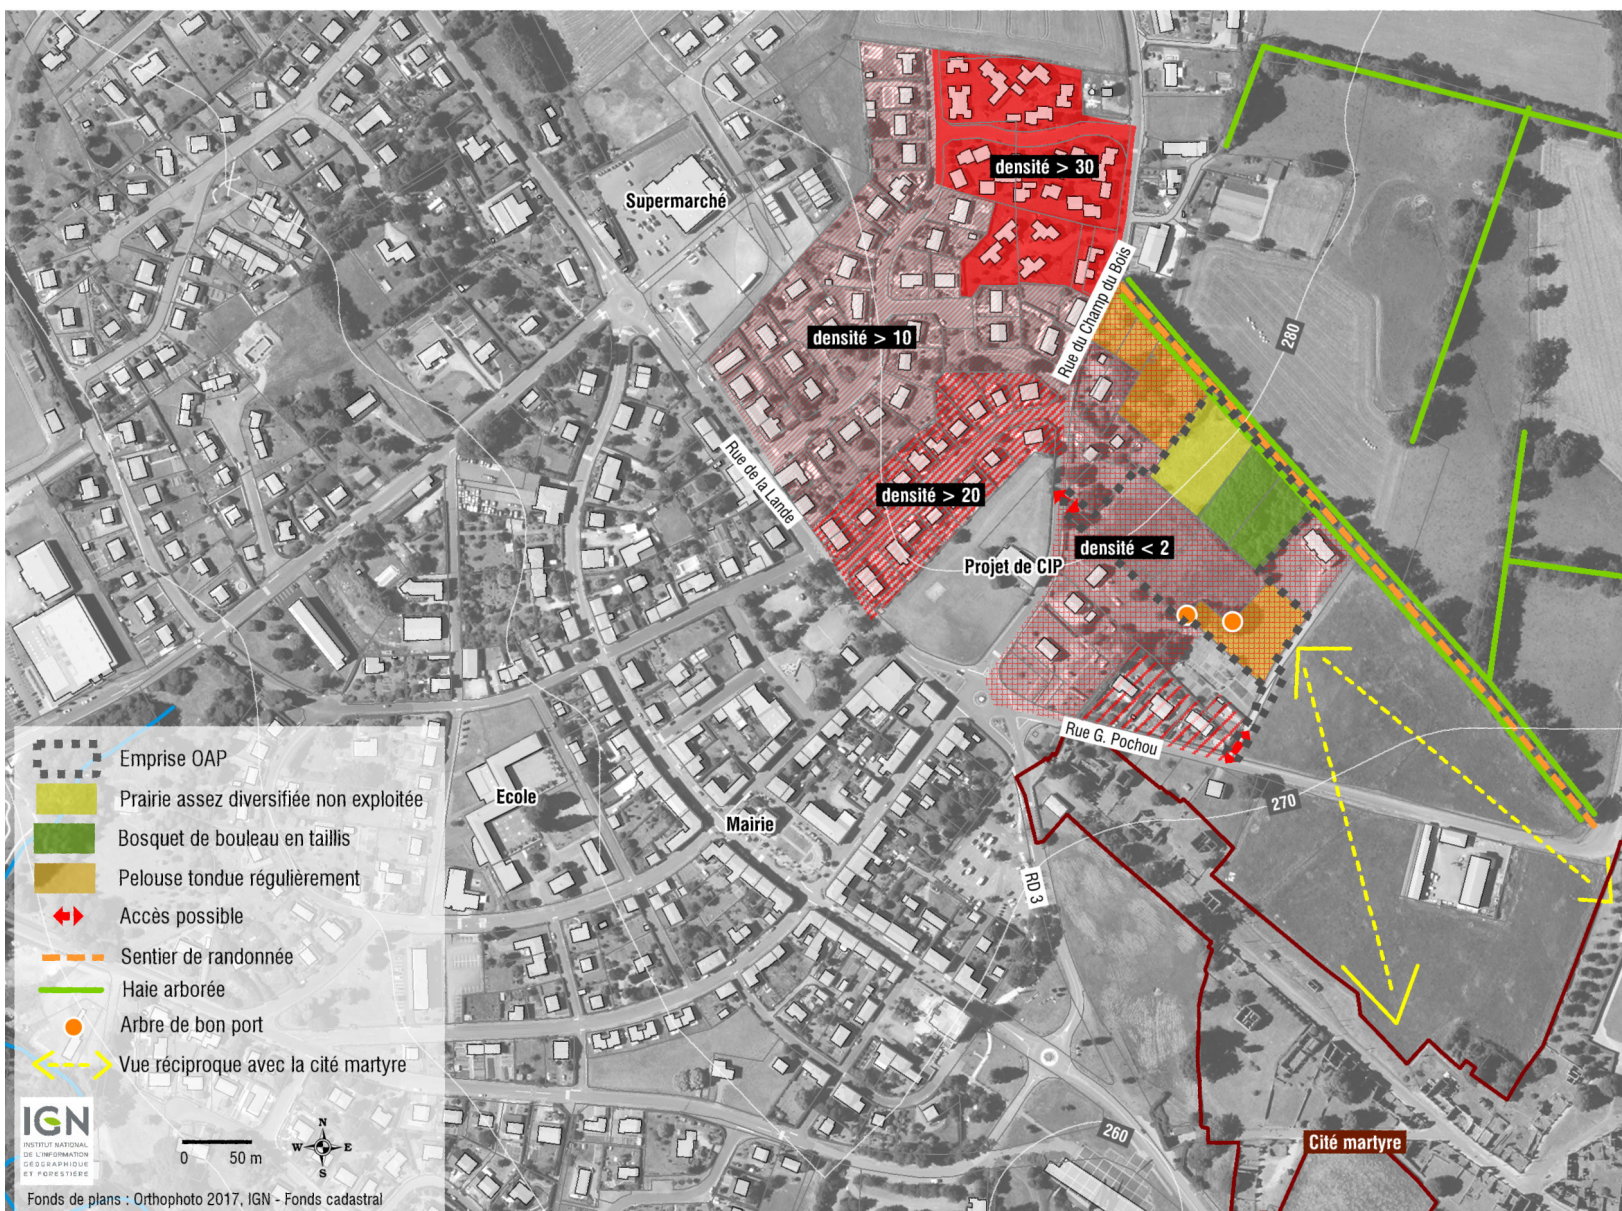 densité > 30
Supermarché
Rue du Champ du Bois
280
densité > 10
Rue de la Lande
densité > 20
densité < 2
Projet de CIP
Rue G. Pochou
270
Ecole
Mairie
RD 3
260
Cité martyre
Emprise OAP
Prairie assez diversifiée non exploitée
Bosquet de bouleau en taillis
Pelouse tondue régulièrement
Accès possible
Sentier de randonnée
Haie arborée
Arbre de bon port
Vue réciproque avec la cité martyre
IGN
INSTITUT NATIONAL
DE L'INFORMATION
GÉOGRAPHIQUE
ET FORESTIÈRE
0 50 m
N
W E
S
Fonds de plans : Orthophoto 2017, IGN - Fonds cadastral